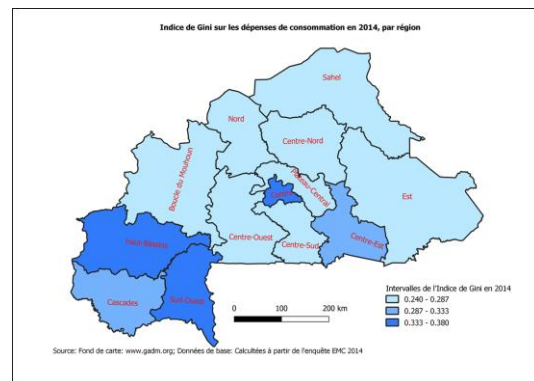 Indice de Gini sur les dépenses de consommation en 2014, par région
Sahel
Nord
Centre-Nord
Boucle du Mouhoun
Plateau-Central
Est
Centre
Haut-Bassins
Centre-Ouest
Centre-Sud
Centre-Est
Cascades
Sud-Ouest
0 100 200 km
Intervalles de l'Indice de Gini en 2014
0.240 - 0.287
0.287 - 0.333
0.333 - 0.380
Source: Fond de carte: www.gadm.org; Données de base: Calculées à partir de l'enquête EMC 2014